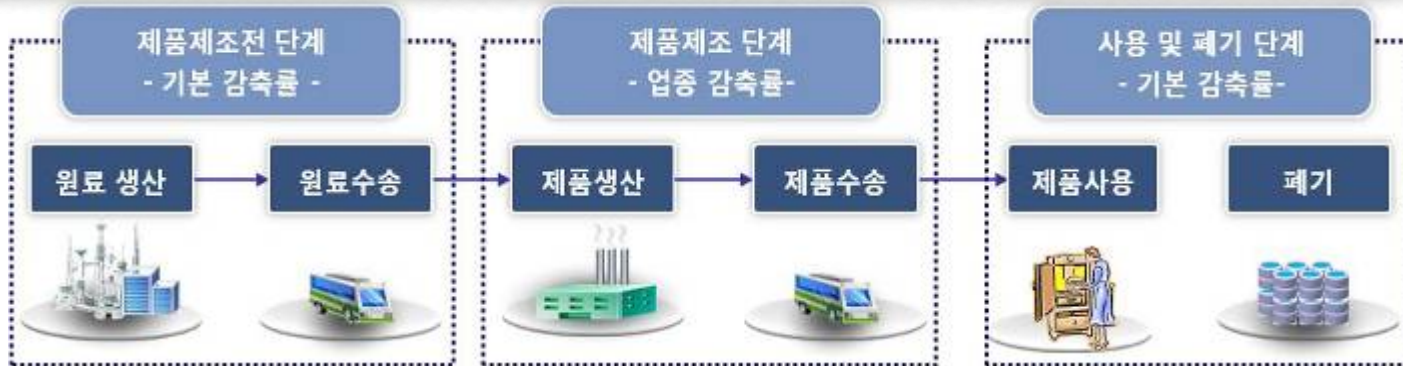 제품제조전 단계
- 기본 감축률 -
제품제조 단계
- 업종 감축률-
사용 및 폐기 단계
- 기본 감축률-
원료 생산
원료수송
제품생산
제품수송
제품사용
폐기